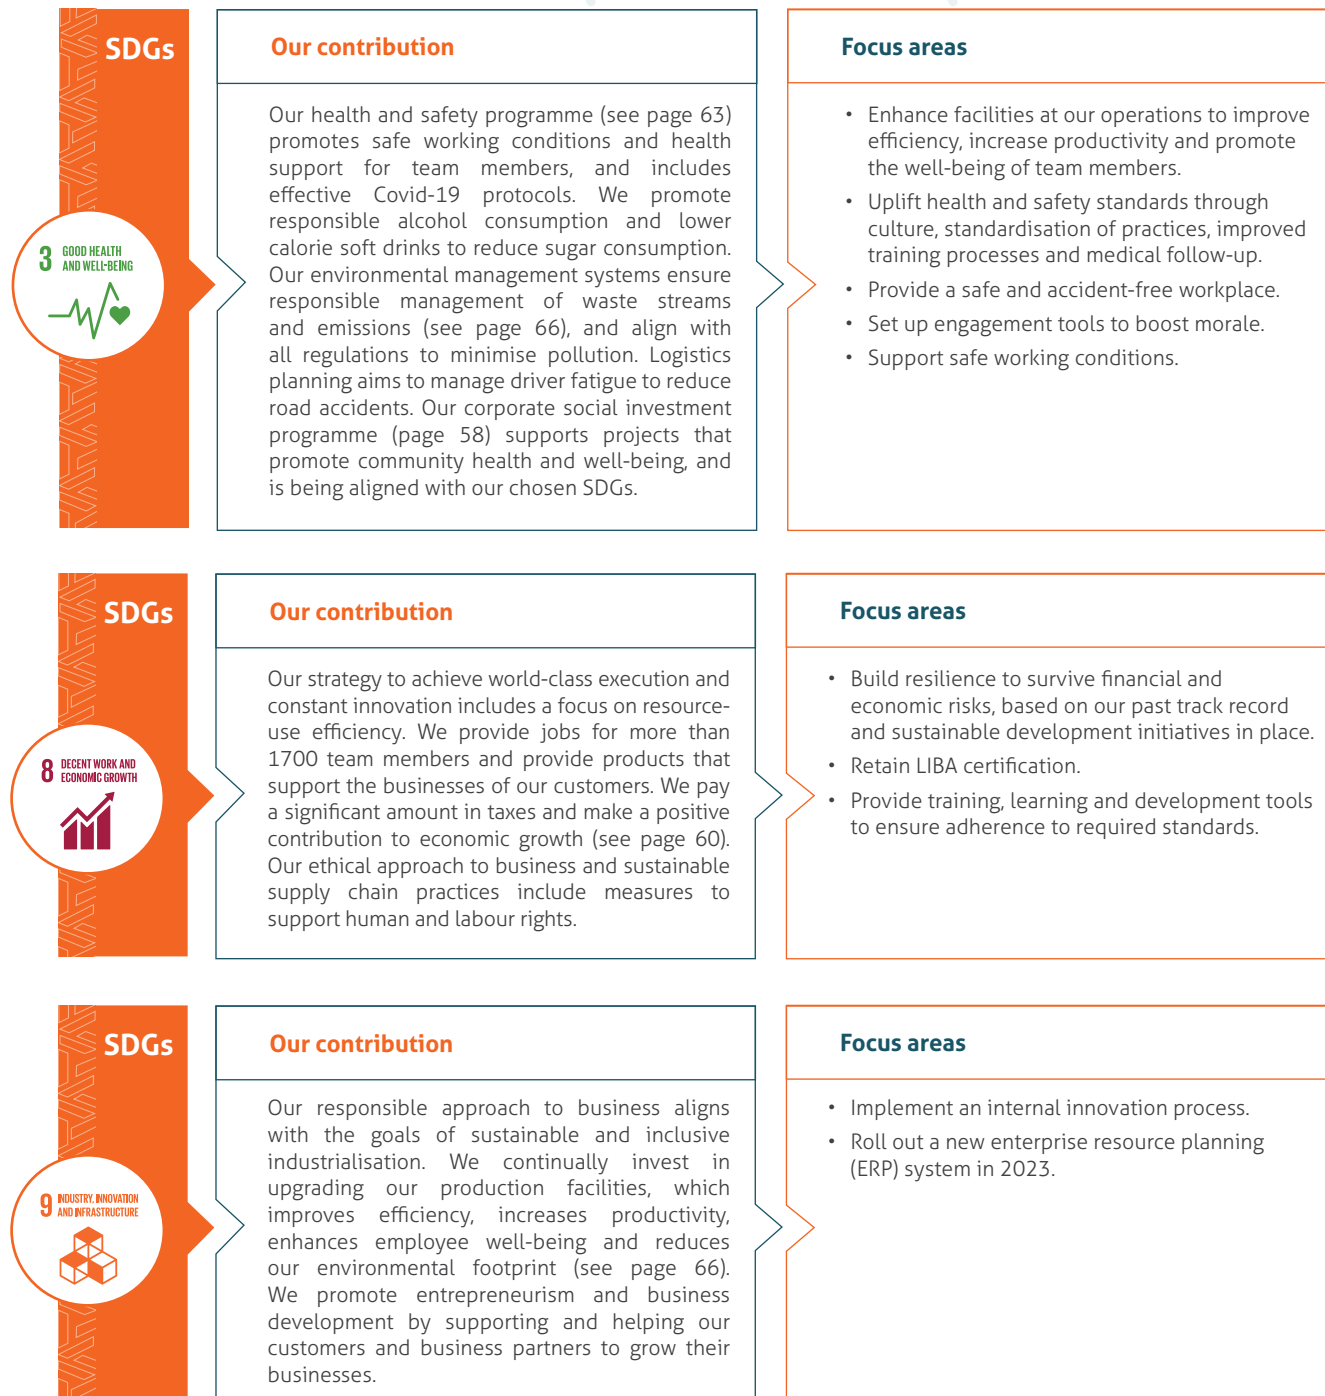 SDGs
Our contribution
Focus areas
3 GOOD HEALTH
AND WELL-BEING
Our health and safety programme (see page 63)
promotes safe working conditions and health
support for team members, and includes
effective Covid-19 protocols. We promote
responsible alcohol consumption and lower
calorie soft drinks to reduce sugar consumption.
Our environmental management systems ensure
responsible management of waste streams
and emissions (see page 66), and align with
all regulations to minimise pollution. Logistics
planning aims to manage driver fatigue to reduce
road accidents. Our corporate social investment
programme (page 58) supports projects that
promote community health and well-being, and
is being aligned with our chosen SDGs.
• Enhance facilities at our operations to improve
efficiency, increase productivity and promote
the well-being of team members.
• Uplift health and safety standards through
culture, standardisation of practices, improved
training processes and medical follow-up.
• Provide a safe and accident-free workplace.
• Set up engagement tools to boost morale.
• Support safe working conditions.
SDGs
Our contribution
Focus areas
8 DECENT WORK AND
ECONOMIC GROWTH
Our strategy to achieve world-class execution and
constant innovation includes a focus on resource-
use efficiency. We provide jobs for more than
1700 team members and provide products that
support the businesses of our customers. We pay
a significant amount in taxes and make a positive
contribution to economic growth (see page 60).
Our ethical approach to business and sustainable
supply chain practices include measures to
support human and labour rights.
• Build resilience to survive financial and
economic risks, based on our past track record
and sustainable development initiatives in place.
• Retain LIBA certification.
• Provide training, learning and development tools
to ensure adherence to required standards.
SDGs
Our contribution
Focus areas
9 INDUSTRY, INNOVATION
AND INFRASTRUCTURE
Our responsible approach to business aligns
with the goals of sustainable and inclusive
industrialisation. We continually invest in
upgrading our production facilities, which
improves efficiency, increases productivity,
enhances employee well-being and reduces
our environmental footprint (see page 66).
We promote entrepreneurism and business
development by supporting and helping our
customers and business partners to grow their
businesses.
• Implement an internal innovation process.
• Roll out a new enterprise resource planning
(ERP) system in 2023.